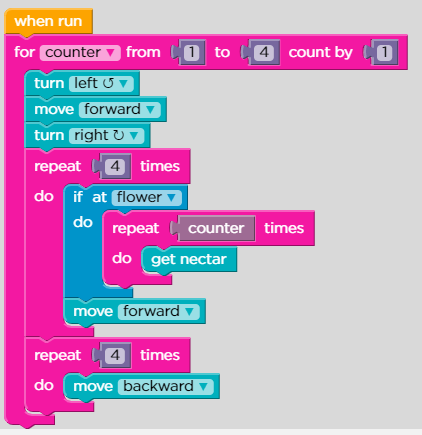 when run
for counter ▼ from 1 to 4 count by 1
turn left ↺ ▼
move forward ▼
turn right ↻ ▼
repeat 4 times
do if at flower ▼
do repeat counter times
do get nectar
move forward ▼
repeat 4 times
do move backward ▼